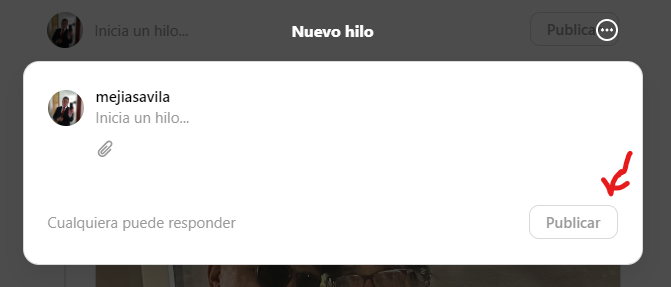 Inicia un hilo...
Nuevo hilo
Publicar
mejiasavila
Inicia un hilo...
Cualquiera puede responder
Publicar